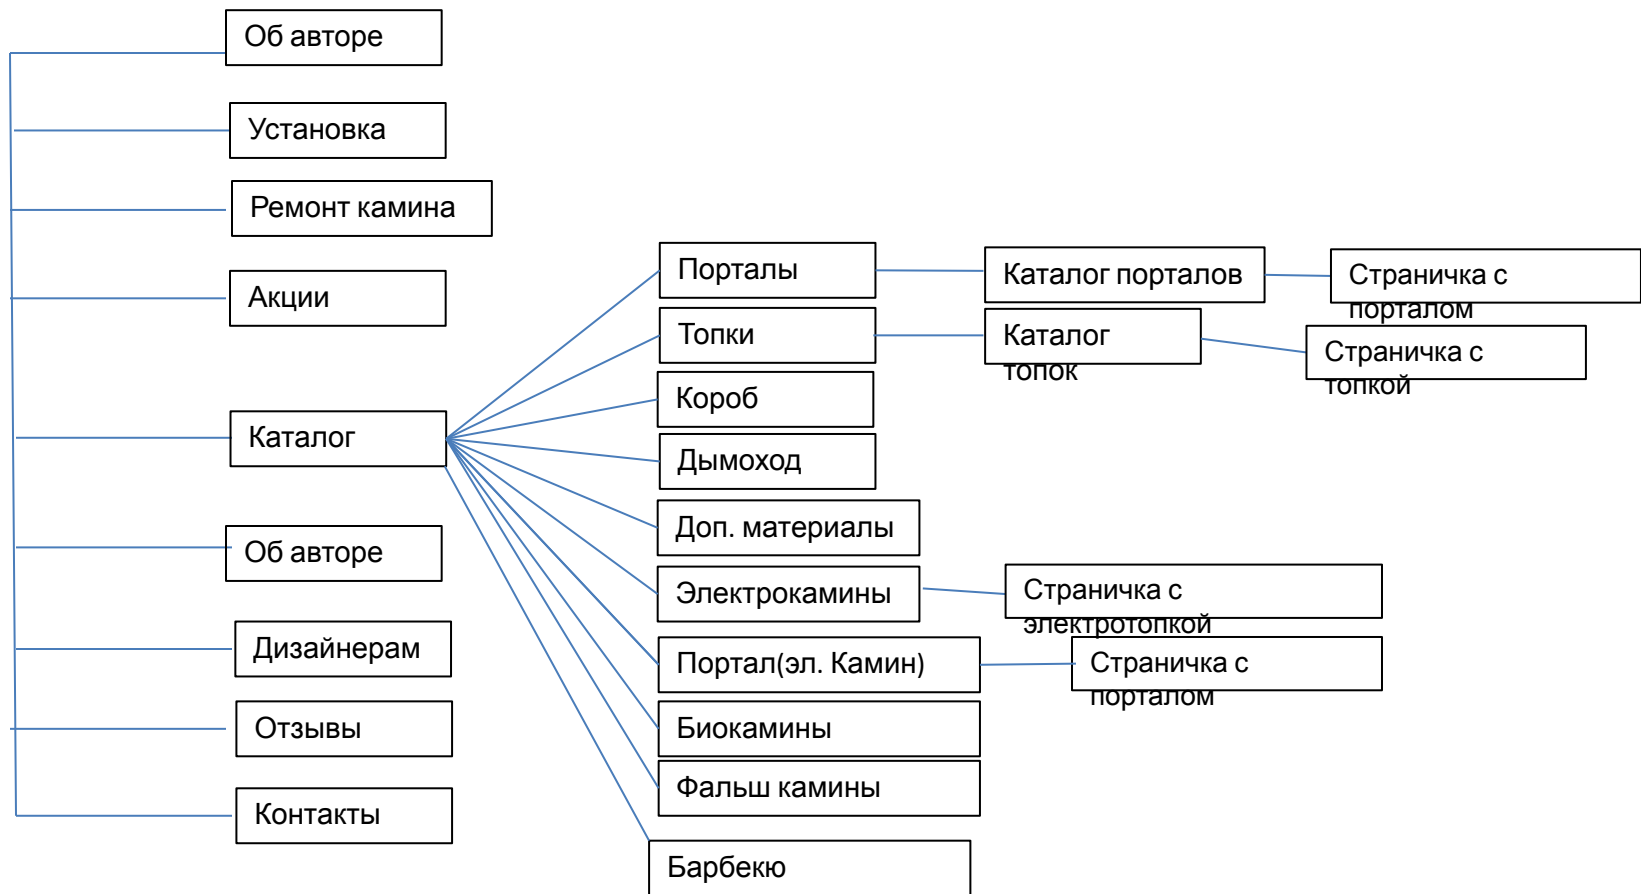 Об авторе
Установка
Ремонт камина
Акции
Каталог
Об авторе
Дизайнерам
Отзывы
Контакты
Порталы
Топки
Короб
Дымоход
Доп. материалы
Электрокамины
Портал(эл. Камин)
Биокамины
Фальш камины
Барбекю
Каталог порталов
Каталог
топок
Страничка с
порталом
Страничка с
топкой
Страничка с
электротопкой
Страничка с
порталом